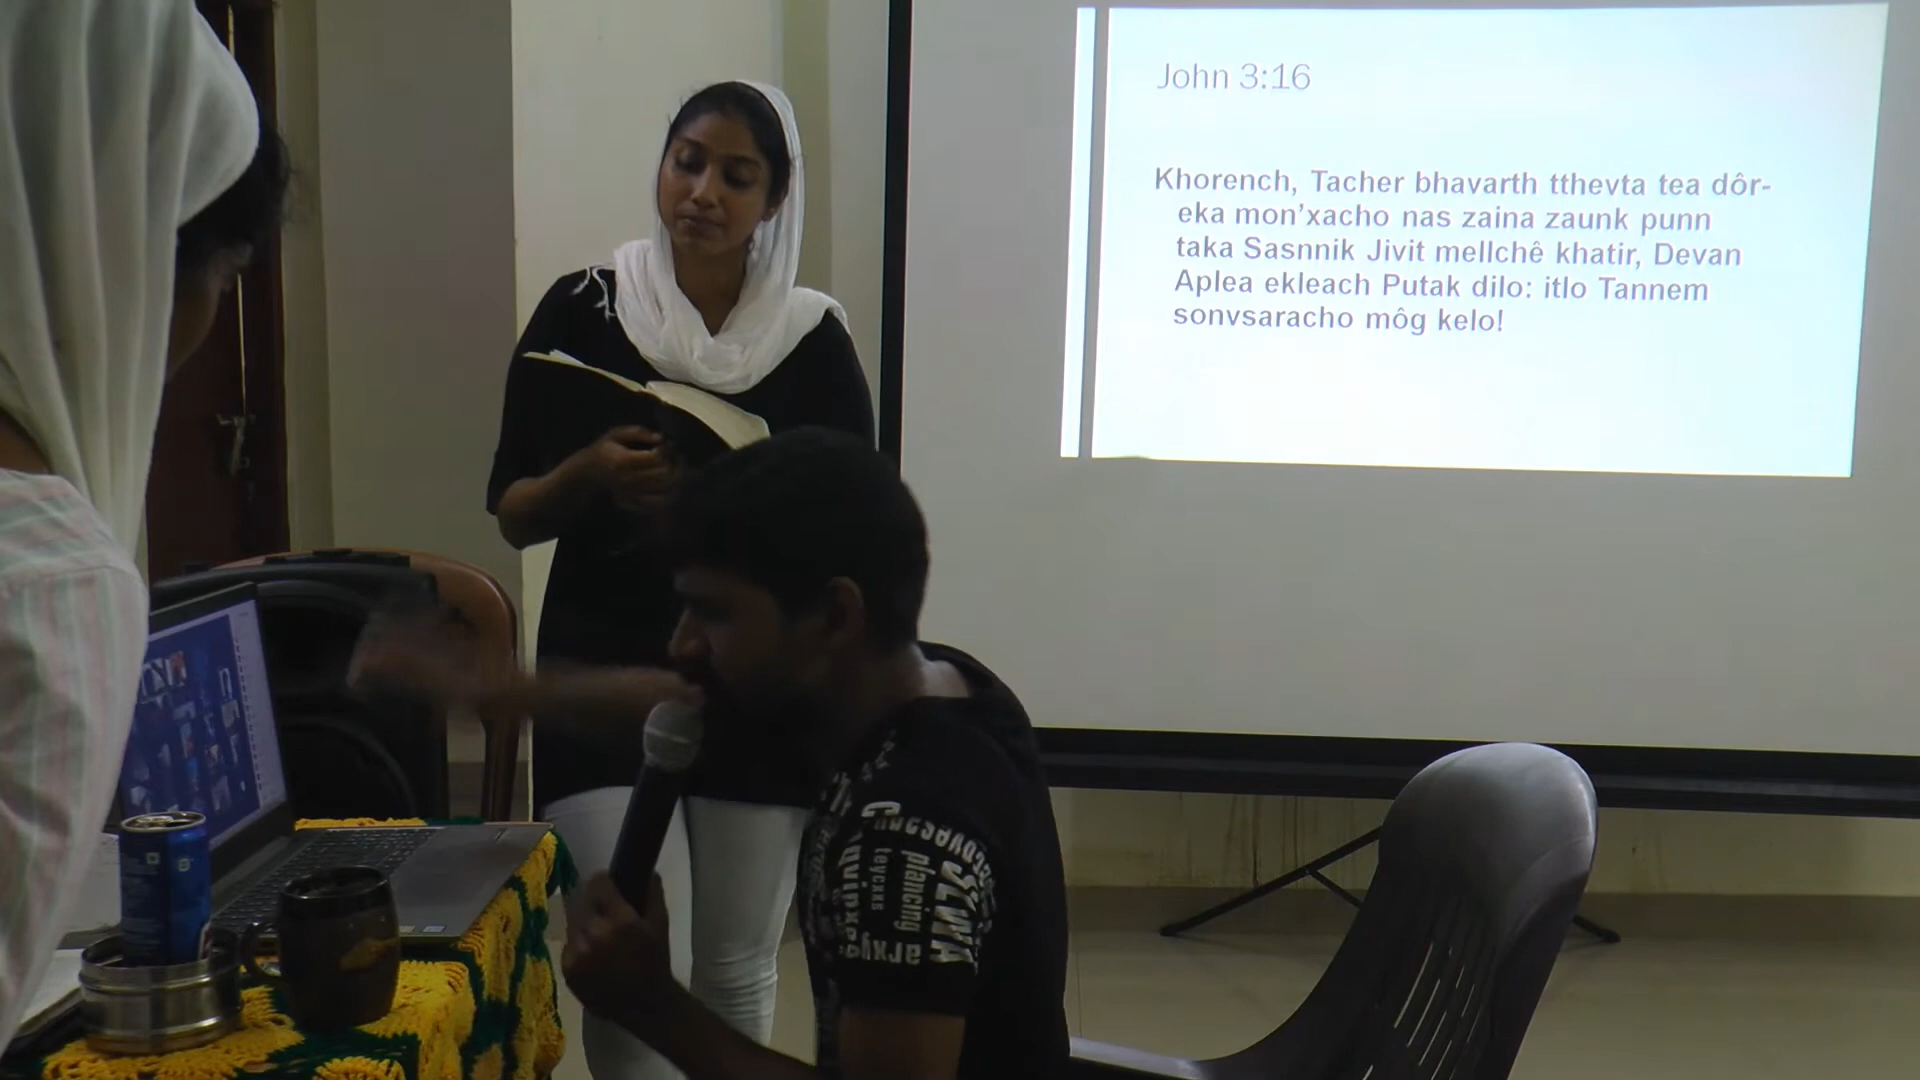 John 3:16
Khorench, Tacher bhavarth tthevta tea dôr-
eka mon’xacho nas zaina zaunk punn
taka Sasnnik Jivit mellchê khatir, Devan
Aplea ekleach Putak dilo: itlo Tannem
sonvsaracho môg kelo!
planicing